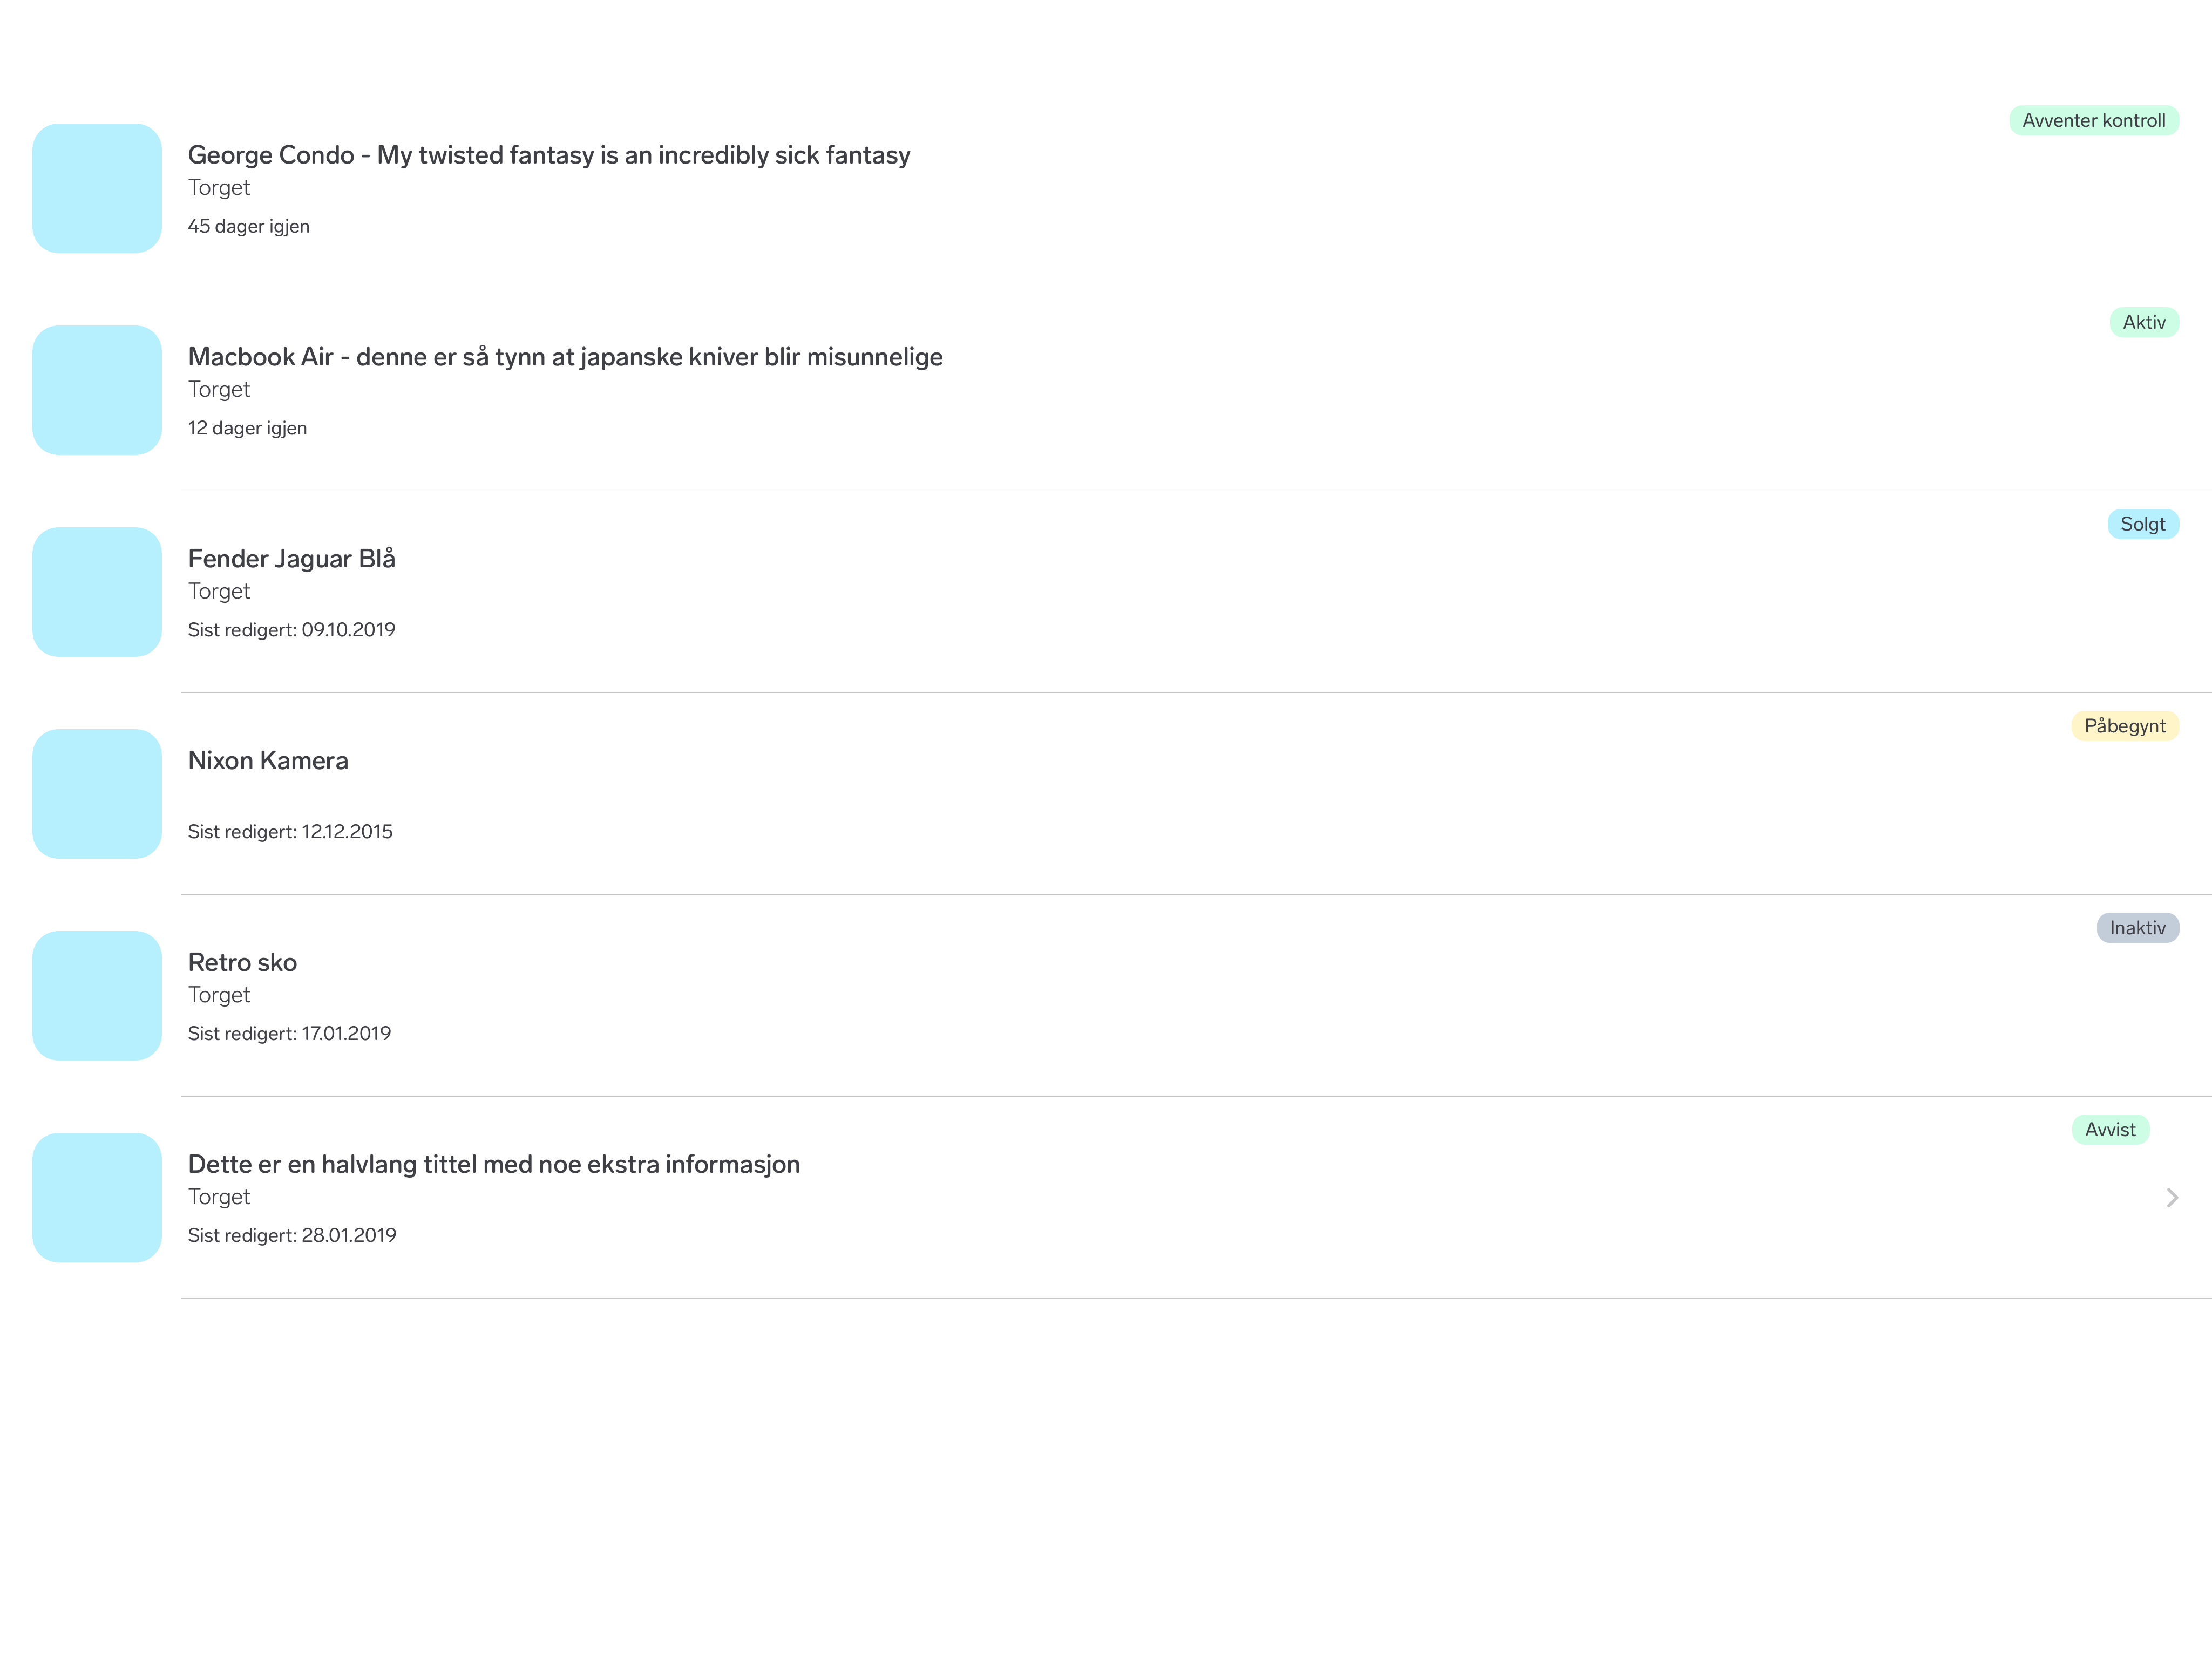 Avventer kontroll
George Condo - My twisted fantasy is an incredibly sick fantasy
Torget
45 dager igjen
Aktiv
Macbook Air - denne er så tynn at japanske kniver blir misunnelige
Torget
12 dager igjen
Solgt
Fender Jaguar Blå
Torget
Sist redigert: 09.10.2019
Påbegynt
Nixon Kamera
Sist redigert: 12.12.2015
Inaktiv
Retro sko
Torget
Sist redigert: 17.01.2019
Avvist
Dette er en halvlang tittel med noe ekstra informasjon
Torget
Sist redigert: 28.01.2019